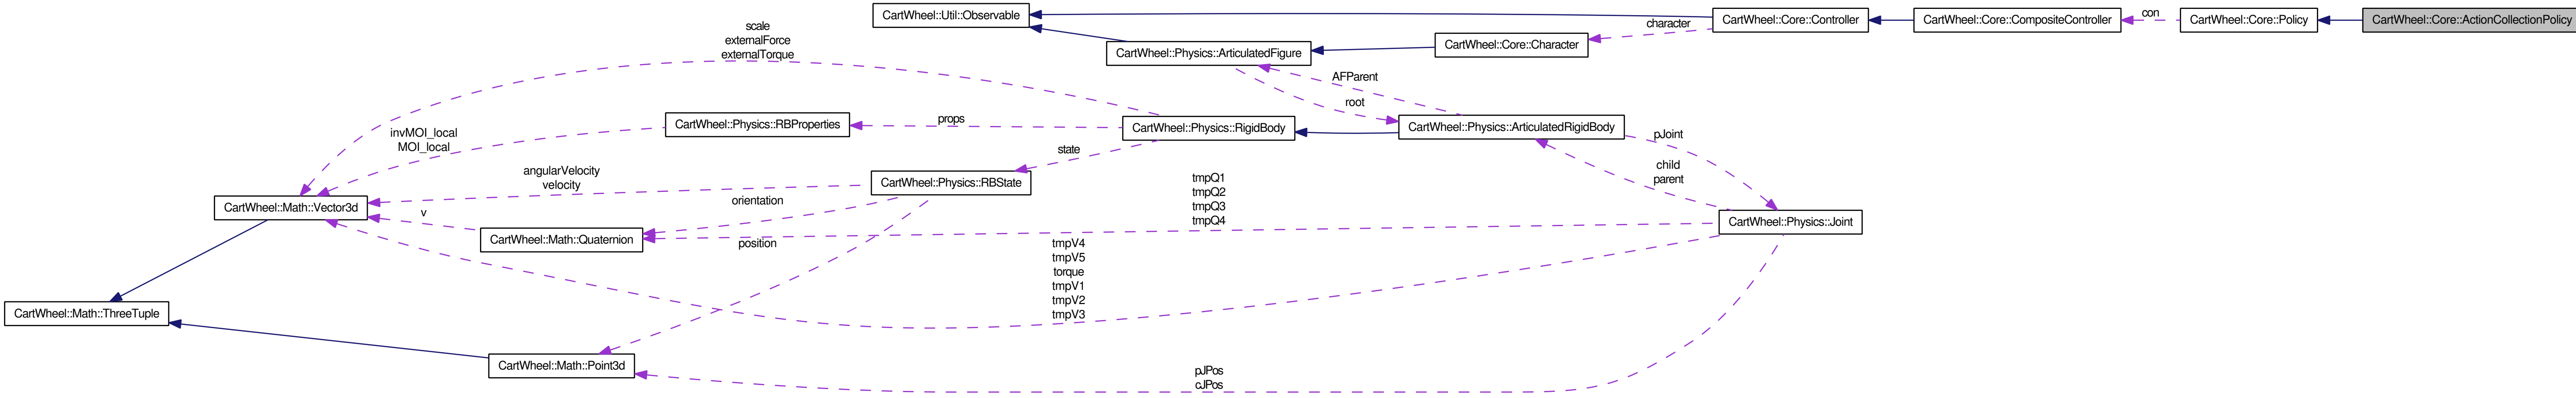 CartWheel::Util::Observable
CartWheel::Core::Controller
CartWheel::Core::CompositeController
con
CartWheel::Core::Policy
CartWheel::Core::ActionCollectionPolicy
scale
externalForce
externalTorque
character
CartWheel::Physics::ArticulatedFigure
CartWheel::Core::Character
AFParent
root
invMOI_local
MOI_local
CartWheel::Physics::RBProperties
props
CartWheel::Physics::RigidBody
CartWheel::Physics::ArticulatedRigidBody
pJoint
state
child
parent
angularVelocity
velocity
CartWheel::Physics::RBState
tmpQ1
tmpQ2
tmpQ3
tmpQ4
CartWheel::Math::Vector3d
v
orientation
CartWheel::Physics::Joint
CartWheel::Math::Quaternion
position
tmpV4
tmpV5
torque
tmpV1
tmpV2
tmpV3
CartWheel::Math::ThreeTuple
CartWheel::Math::Point3d
pJPos
cJPos